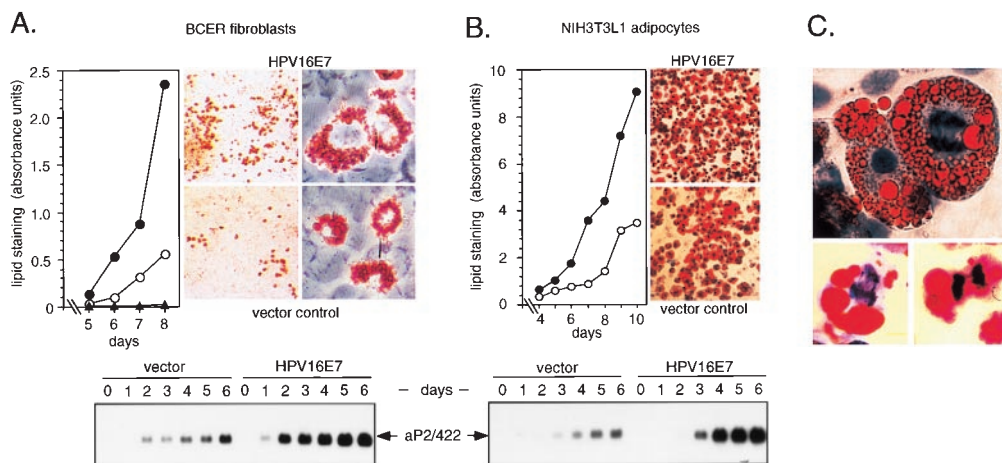 A.
BCER fibroblasts
HPV16E7
lipid staining (absorbance units)
2.5
2.0
1.5
1.0
0.5
0
5 6 7 8
days
vector control
B.
NIH3T3L1 adipocytes
HPV16E7
lipid staining (absorbance units)
10
8
6
4
2
0
4 6 8 10
days
vector control
C.
vector HPV16E7
0 1 2 3 4 5 6 0 1 2 3 4 5 6
– days –
vector HPV16E7
0 1 2 3 4 5 6 0 1 2 3 4 5 6
aP2/422